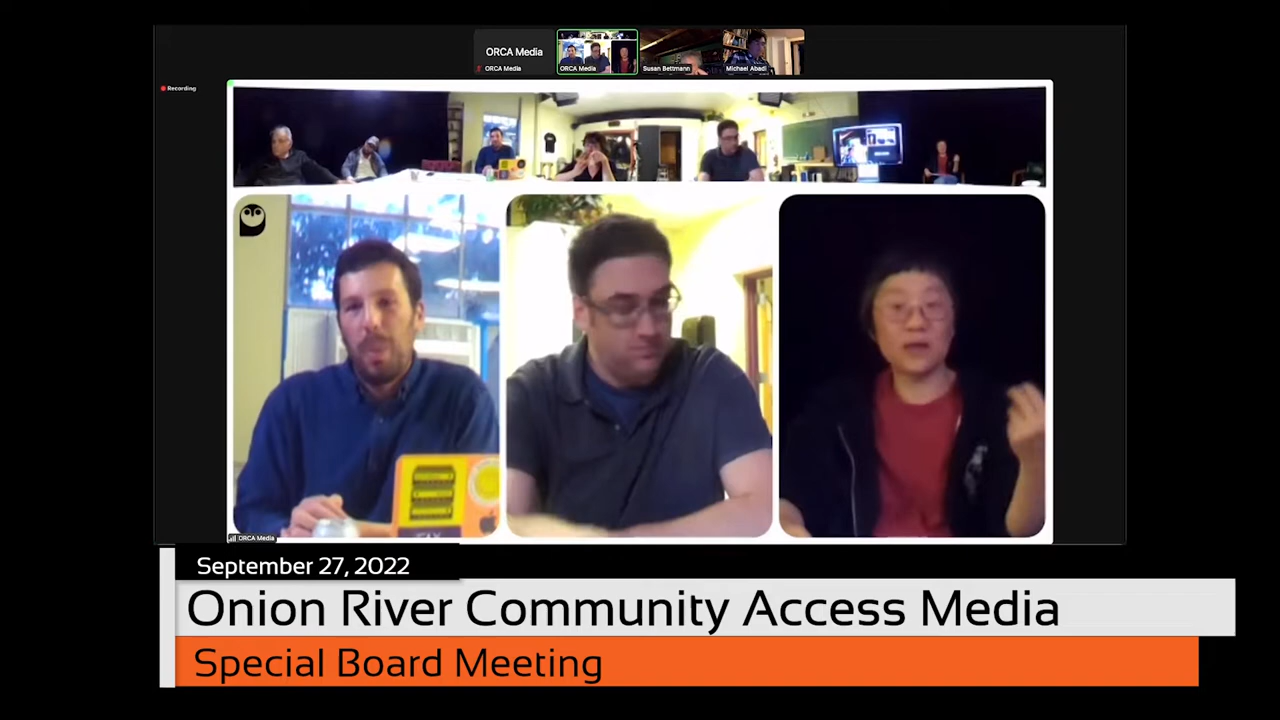 ORCA Media
ORCA Media
ORCA Media
Susan Bettmann
Michael Abadi
Recording
ORCA Media
September 27, 2022
Onion River Community Access Media
Special Board Meeting